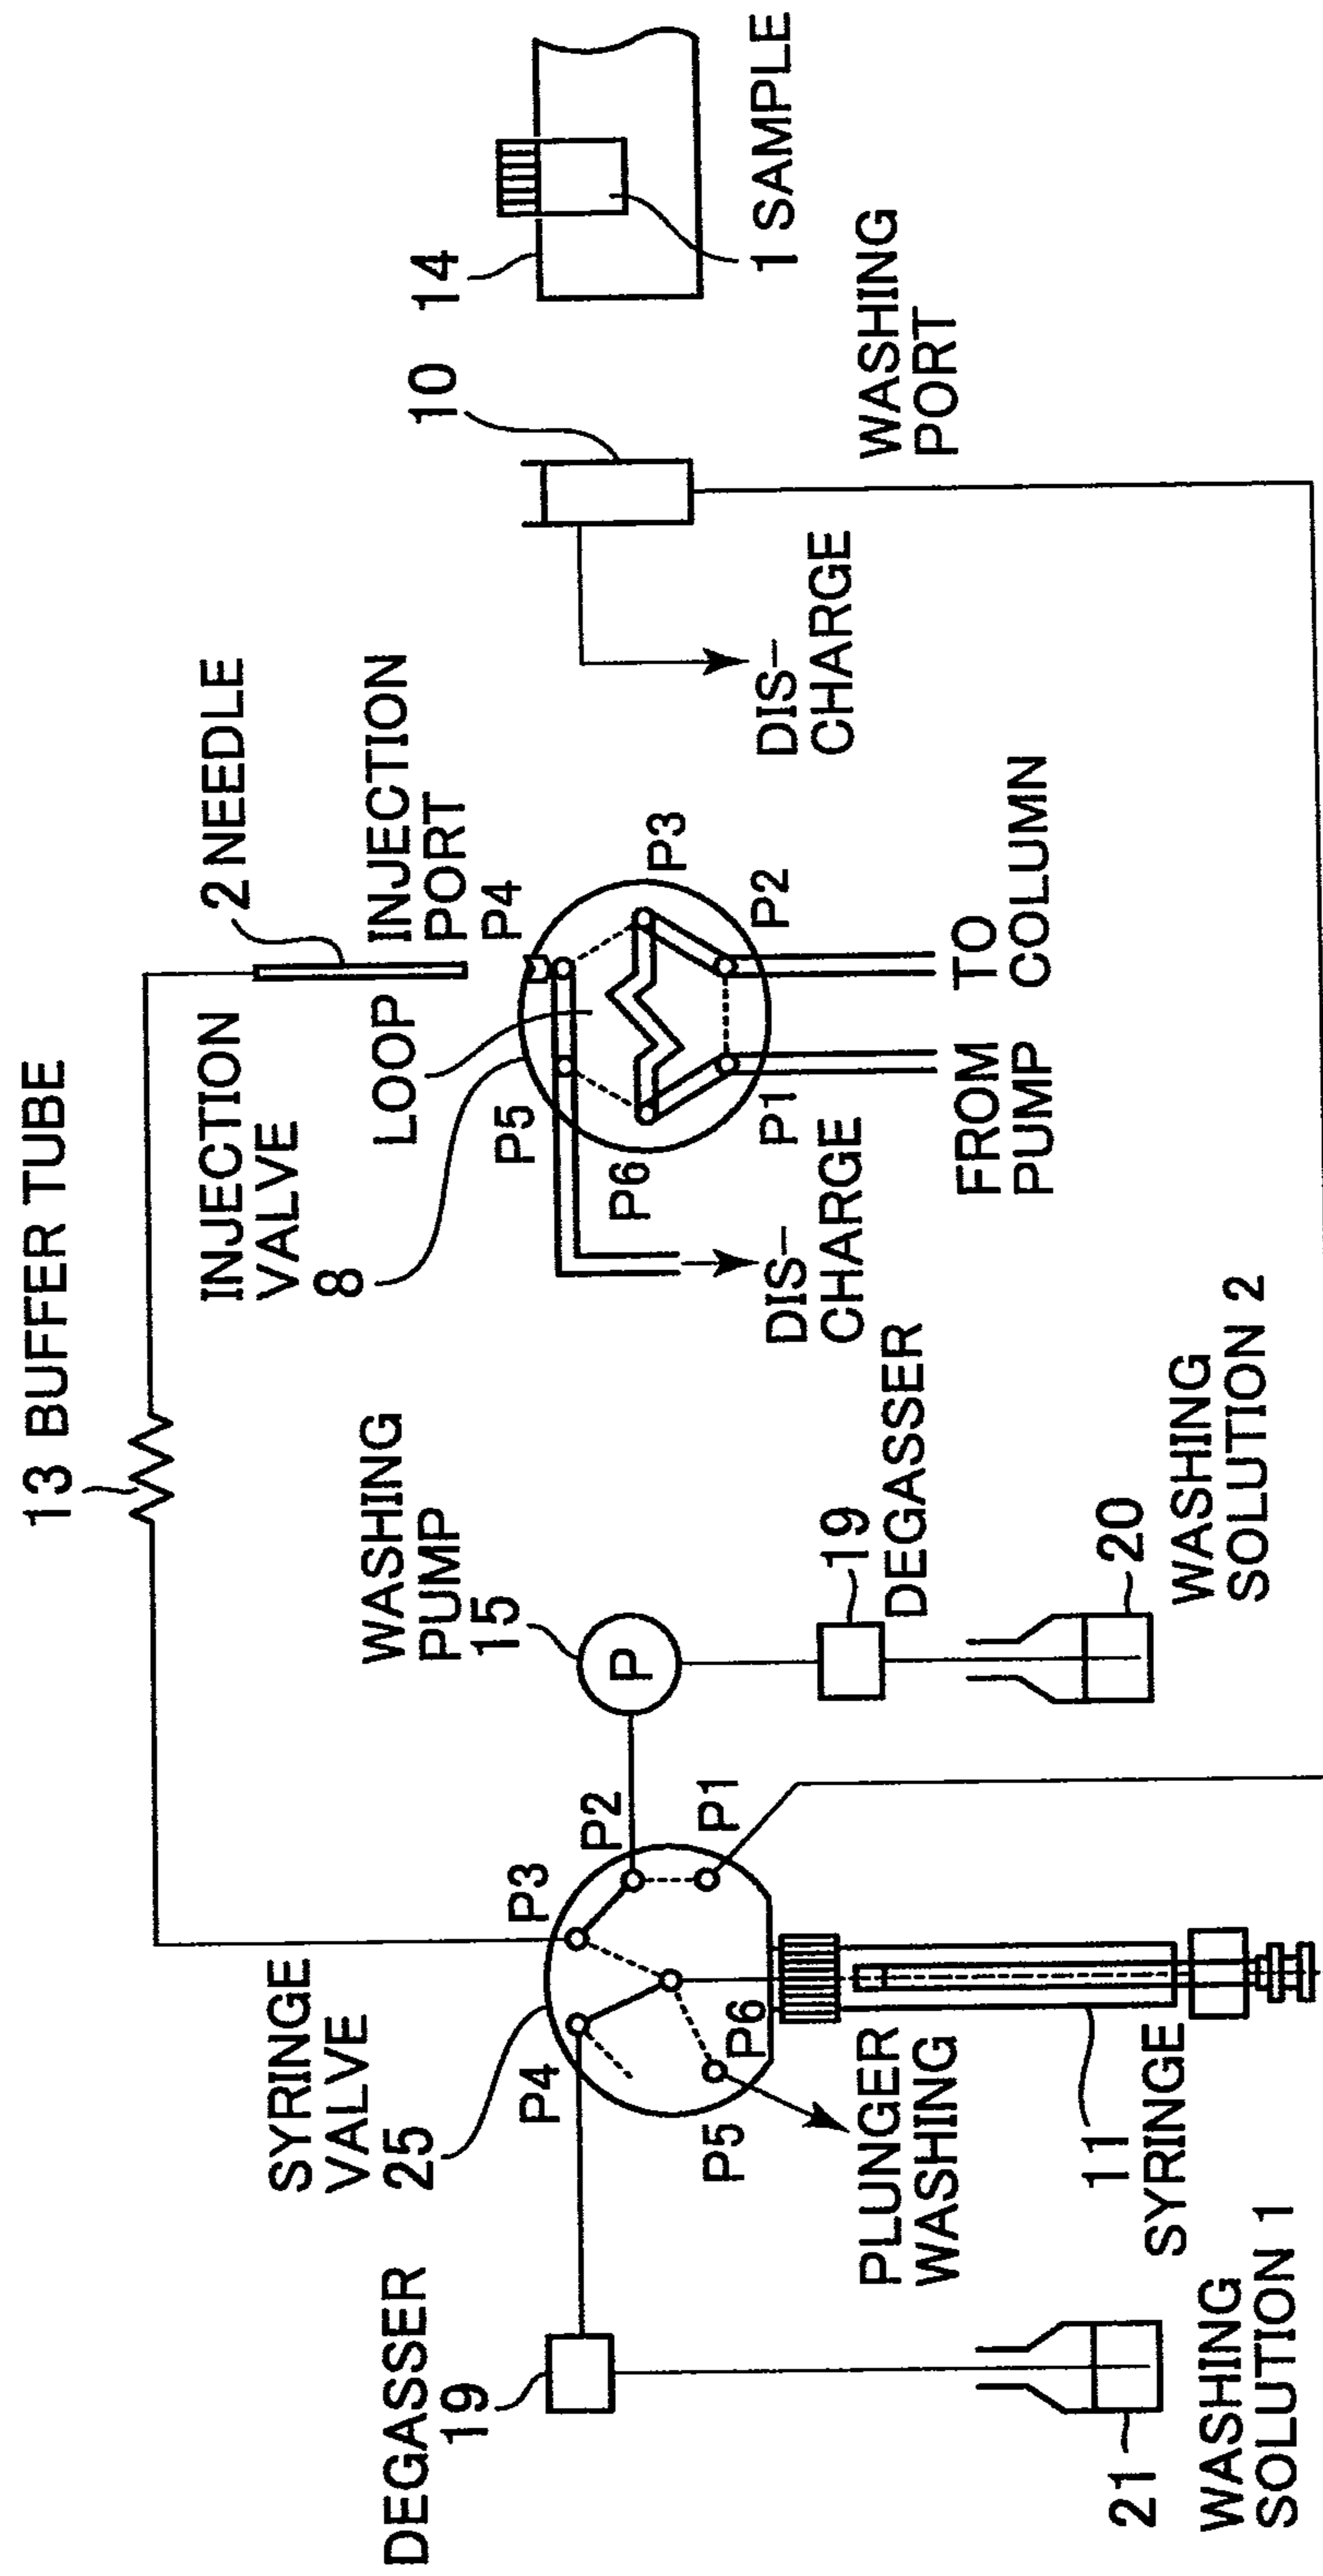 13 BUFFER TUBE
2 NEEDLE
INJECTION
VALVE
8
LOOP
INJECTION
PORT
P4
P5
P6
P3
P1
P2
FROM
PUMP
TO
COLUMN
DIS-
CHARGE
10
DIS-
CHARGE
WASHING
PORT
14
1 SAMPLE
WASHING
PUMP
15
P
19
DEGASSER
20
WASHING
SOLUTION 2
SYRINGE
VALVE
25
P3
P2
P1
P4
P6
P5
PLUNGER
WASHING
11
SYRINGE
DEGASSER
19
21
WASHING
SOLUTION 1